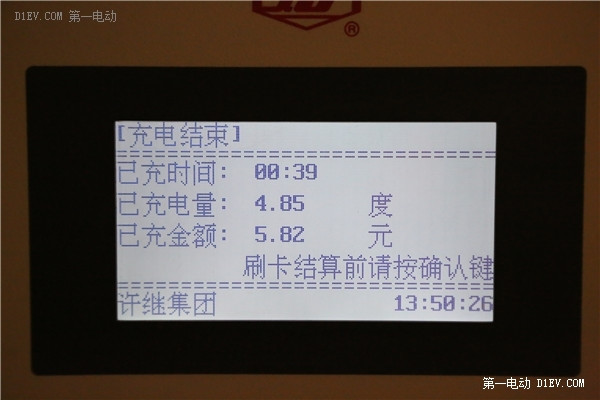 D1EV.COM 第一电动
®
[充电结束]
已充时间: 00:39
已充电量: 4.85 度
已充金额: 5.82 元
刷卡结算前请按确认键
许继集团 13:50:26
第一电动 D1EV.COM